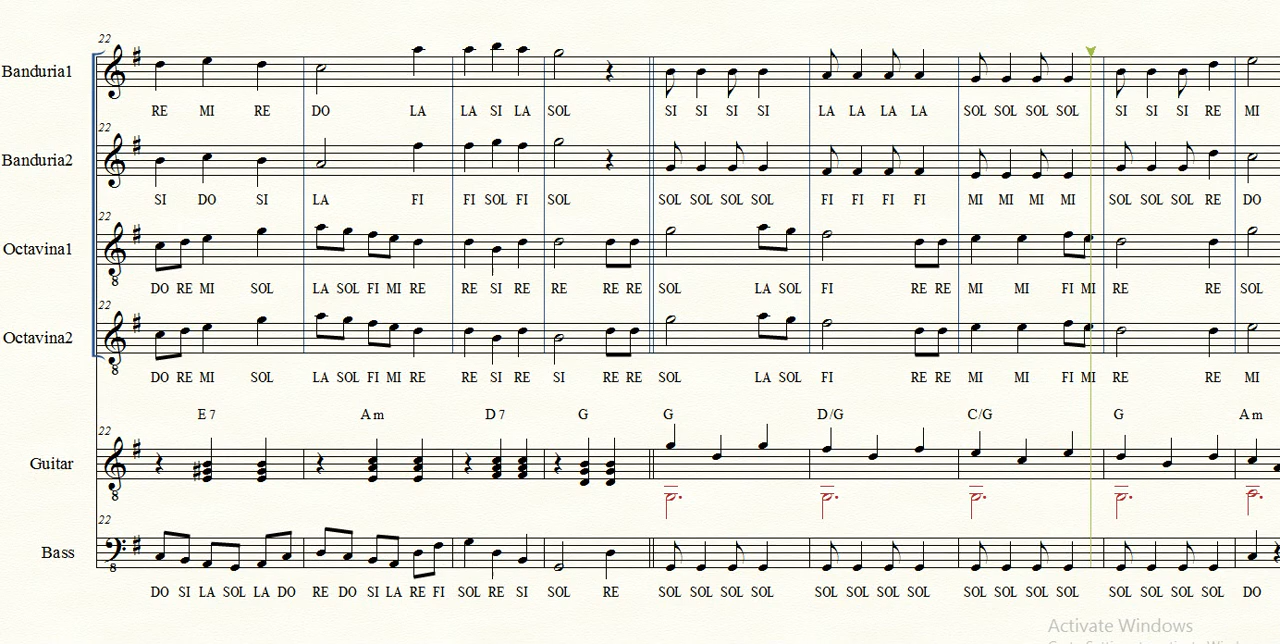 22
Banduria1
RE MI RE DO LA LA SI LA SOL SI SI SI SI LA LA LA LA SOL SOL SOL SOL SI SI SI RE MI
22
Banduria2
SI DO SI LA FI FI SOL FI SOL SOL SOL SOL SOL FI FI FI FI MI MI MI MI SOL SOL SOL RE DO
22
Octavina1
8
DO RE MI SOL LA SOL FI MI RE RE SI RE RE RE RE SOL LA SOL FI RE RE MI MI FI MI RE RE SOL
22
Octavina2
8
DO RE MI SOL LA SOL FI MI RE RE SI RE SI RE RE SOL LA SOL FI RE RE MI MI FI MI RE RE MI
E 7 A m D 7 G G D/G C/G G A m
22
Guitar
8
22
Bass
8
DO SI LA SOL LA DO RE DO SI LA RE FI SOL RE SI SOL RE SOL SOL SOL SOL SOL SOL SOL SOL SOL SOL SOL SOL SOL SOL SOL SOL DO
Activate Windows